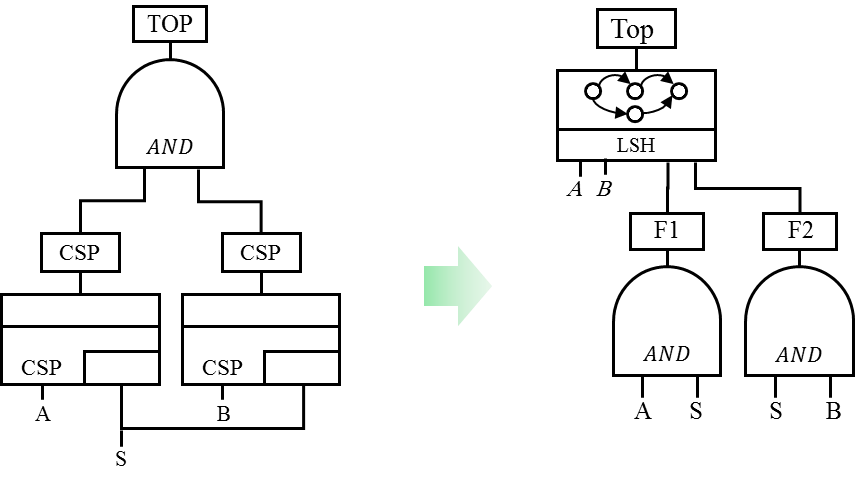 TOP
AND
CSP
CSP
CSP
CSP
A
B
S
Top
LSH
A B
F1
F2
AND
AND
A
S
S
B